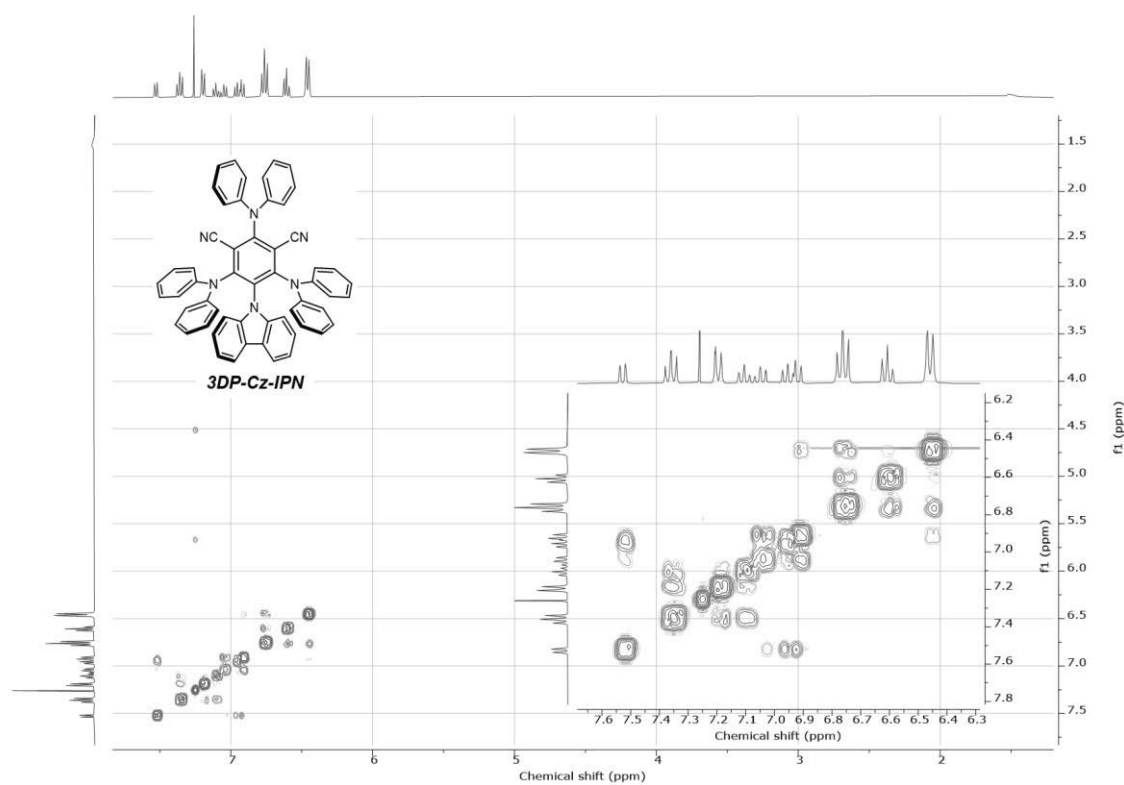 1.5
2.0
2.5
3.0
3.5
4.0
4.5
5.0
5.5
6.0
6.5
7.0
7.5
f1 (ppm)
N
NC
CN
N
N
N
3DP-Cz-IPN
6.2
6.4
6.6
6.8
7.0
7.2
7.4
7.6
7.8
f1 (ppm)
7.6 7.5 7.4 7.3 7.2 7.1 7.0 6.9 6.8 6.7 6.6 6.5 6.4 6.3
Chemical shift (ppm)
7 6 5 4 3 2
Chemical shift (ppm)